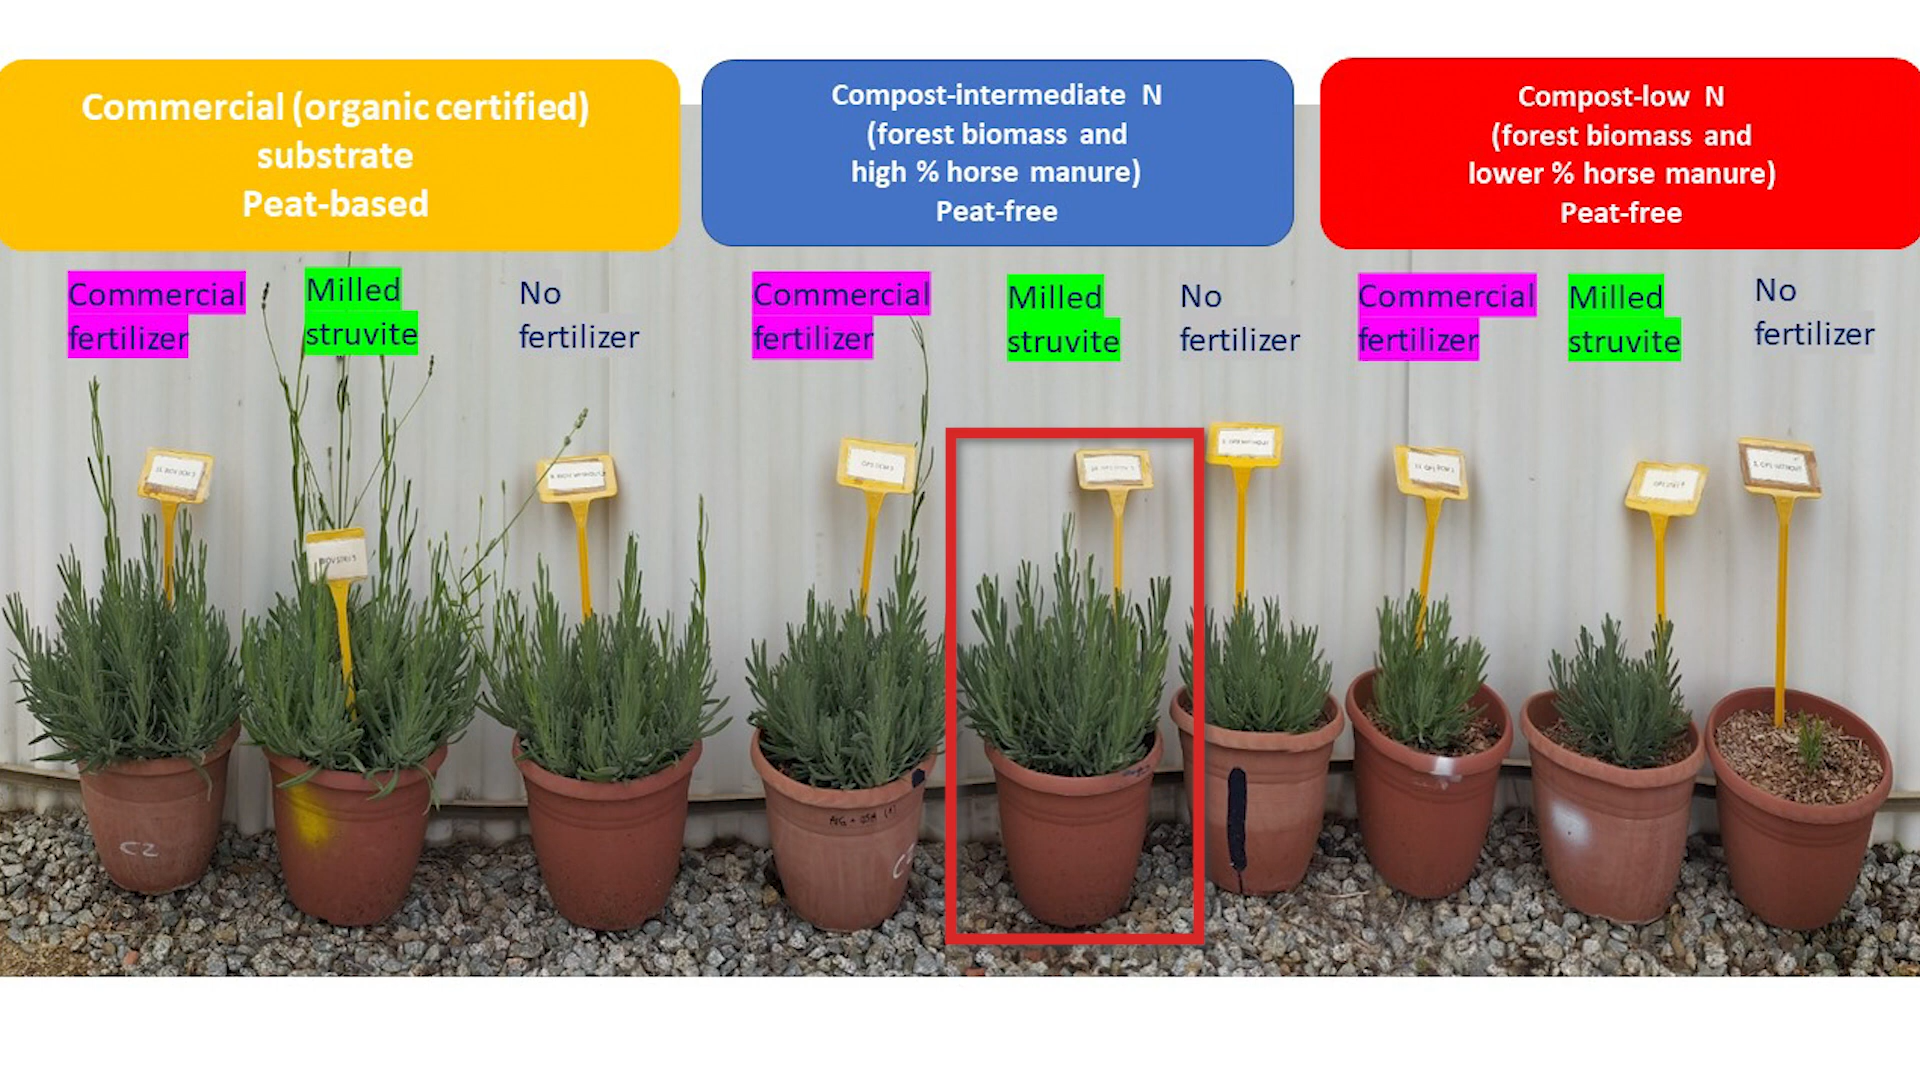 Commercial (organic certified)
substrate
Peat-based
Compost-intermediate N
(forest biomass and
high % horse manure)
Peat-free
Compost-low N
(forest biomass and
lower % horse manure)
Peat-free
Commercial
fertilizer
Milled
struvite
No
fertilizer
Commercial
fertilizer
Milled
struvite
No
fertilizer
Commercial
fertilizer
Milled
struvite
No
fertilizer
C2